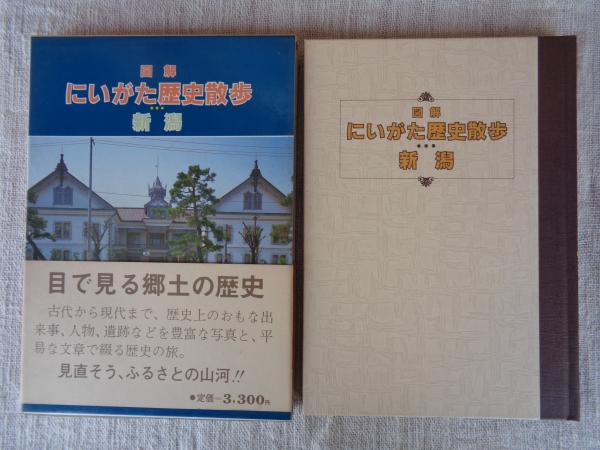 図解
にいがた歴史散歩
新潟
目で見る郷土の歴史
古代から現代まで、歴史上のおもな出
来事、人物、遺跡などを豊富な写真と、平
易な文章で綴る歴史の旅。
見直そう、ふるさとの山河!!
●定価−3,300円
図解
にいがた歴史散歩
新潟